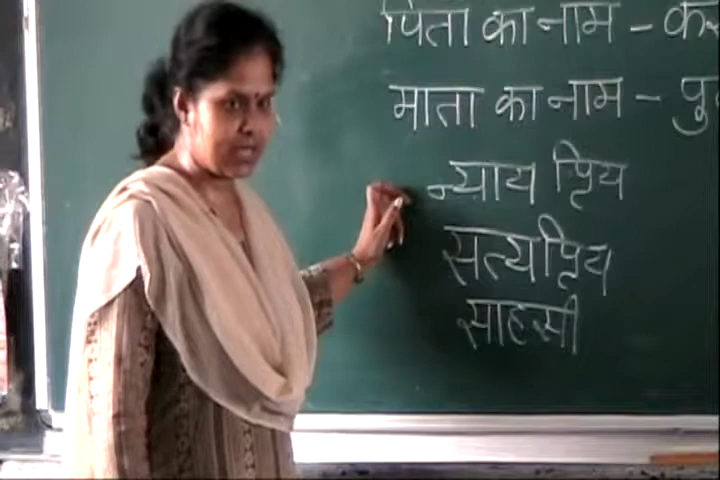 पिता का नाम -
माता का नाम -
न्याय प्रिय
सत्यप्रिय
साहसी